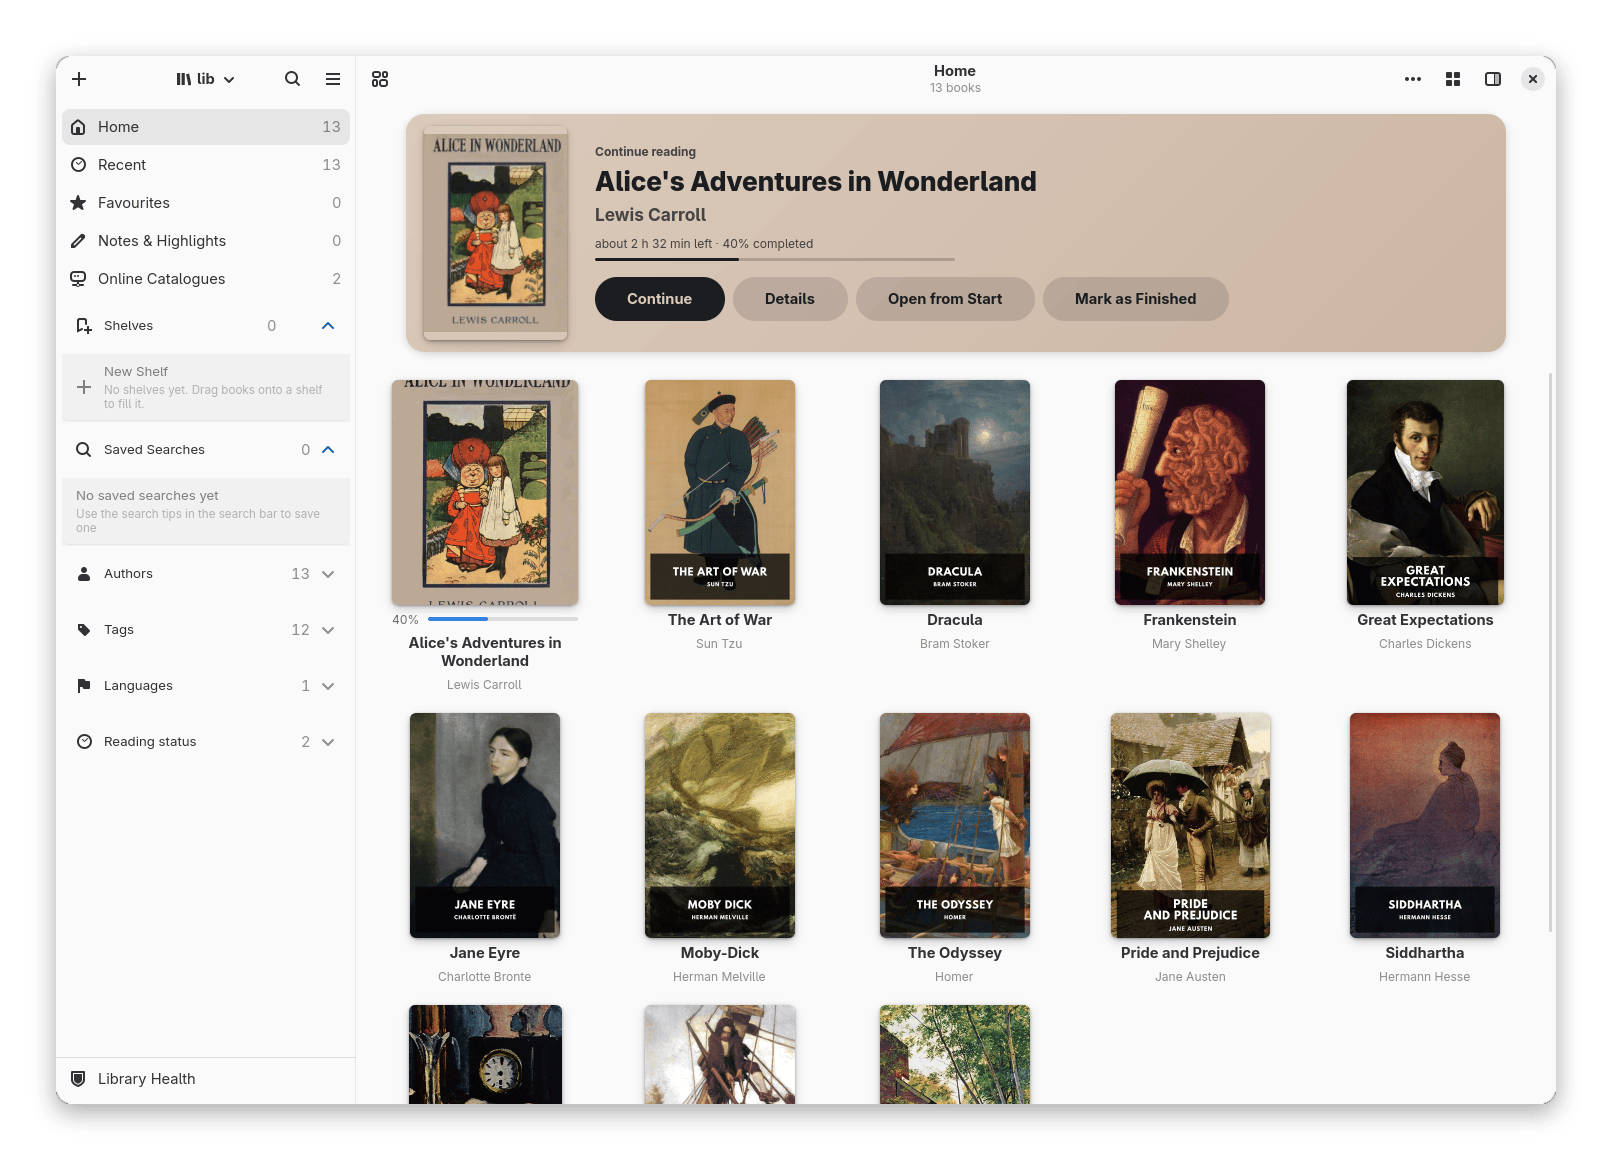 lib
Home
13 books
Home 13
Recent 13
Favourites 0
Notes & Highlights 0
Online Catalogues 2
Shelves 0
New Shelf
No shelves yet. Drag books onto a shelf
to fill it.
Saved Searches 0
No saved searches yet
Use the search tips in the search bar to save
one
Authors 13
Tags 12
Languages 1
Reading status 2
Library Health
ALICE IN WONDERLAND
LEWIS CARROLL
Continue reading
Alice's Adventures in Wonderland
Lewis Carroll
about 2 h 32 min left · 40% completed
Continue Details Open from Start Mark as Finished
ALICE IN WONDERLAND
LEWIS CARROLL
40%
Alice's Adventures in
Wonderland
Lewis Carroll
THE ART OF WAR
SUN TZU
The Art of War
Sun Tzu
DRACULA
BRAM STOKER
Dracula
Bram Stoker
FRANKENSTEIN
MARY SHELLEY
Frankenstein
Mary Shelley
GREAT
EXPECTATIONS
CHARLES DICKENS
Great Expectations
Charles Dickens
JANE EYRE
CHARLOTTE BRONTË
Jane Eyre
Charlotte Bronte
MOBY DICK
HERMAN MELVILLE
Moby-Dick
Herman Melville
THE ODYSSEY
HOMER
The Odyssey
Homer
PRIDE
AND PREJUDICE
JANE AUSTEN
Pride and Prejudice
Jane Austen
SIDDHARTHA
HERMANN HESSE
Siddhartha
Hermann Hesse